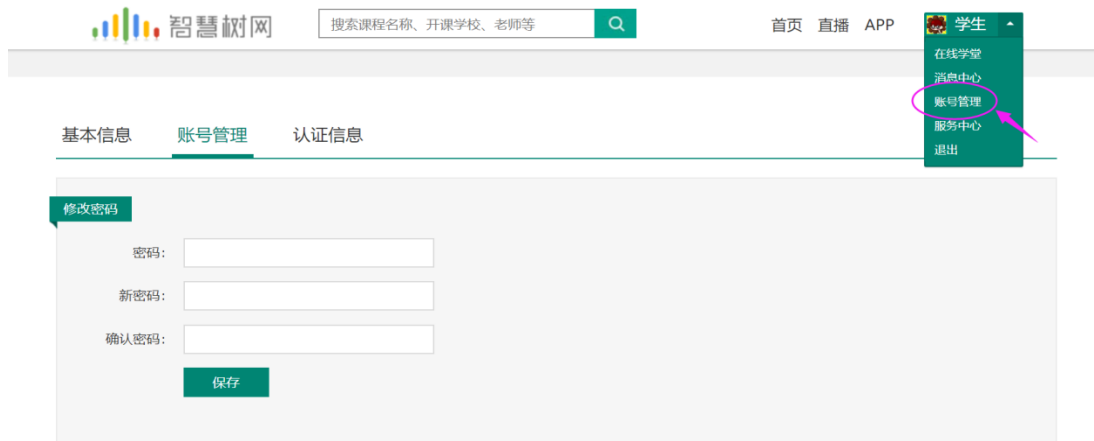 智慧树网
搜索课程名称、开课学校、老师等
首页 直播 APP
学生
在线学堂
消息中心
账号管理
服务中心
退出
基本信息 账号管理 认证信息
修改密码
密码：
新密码：
确认密码：
保存